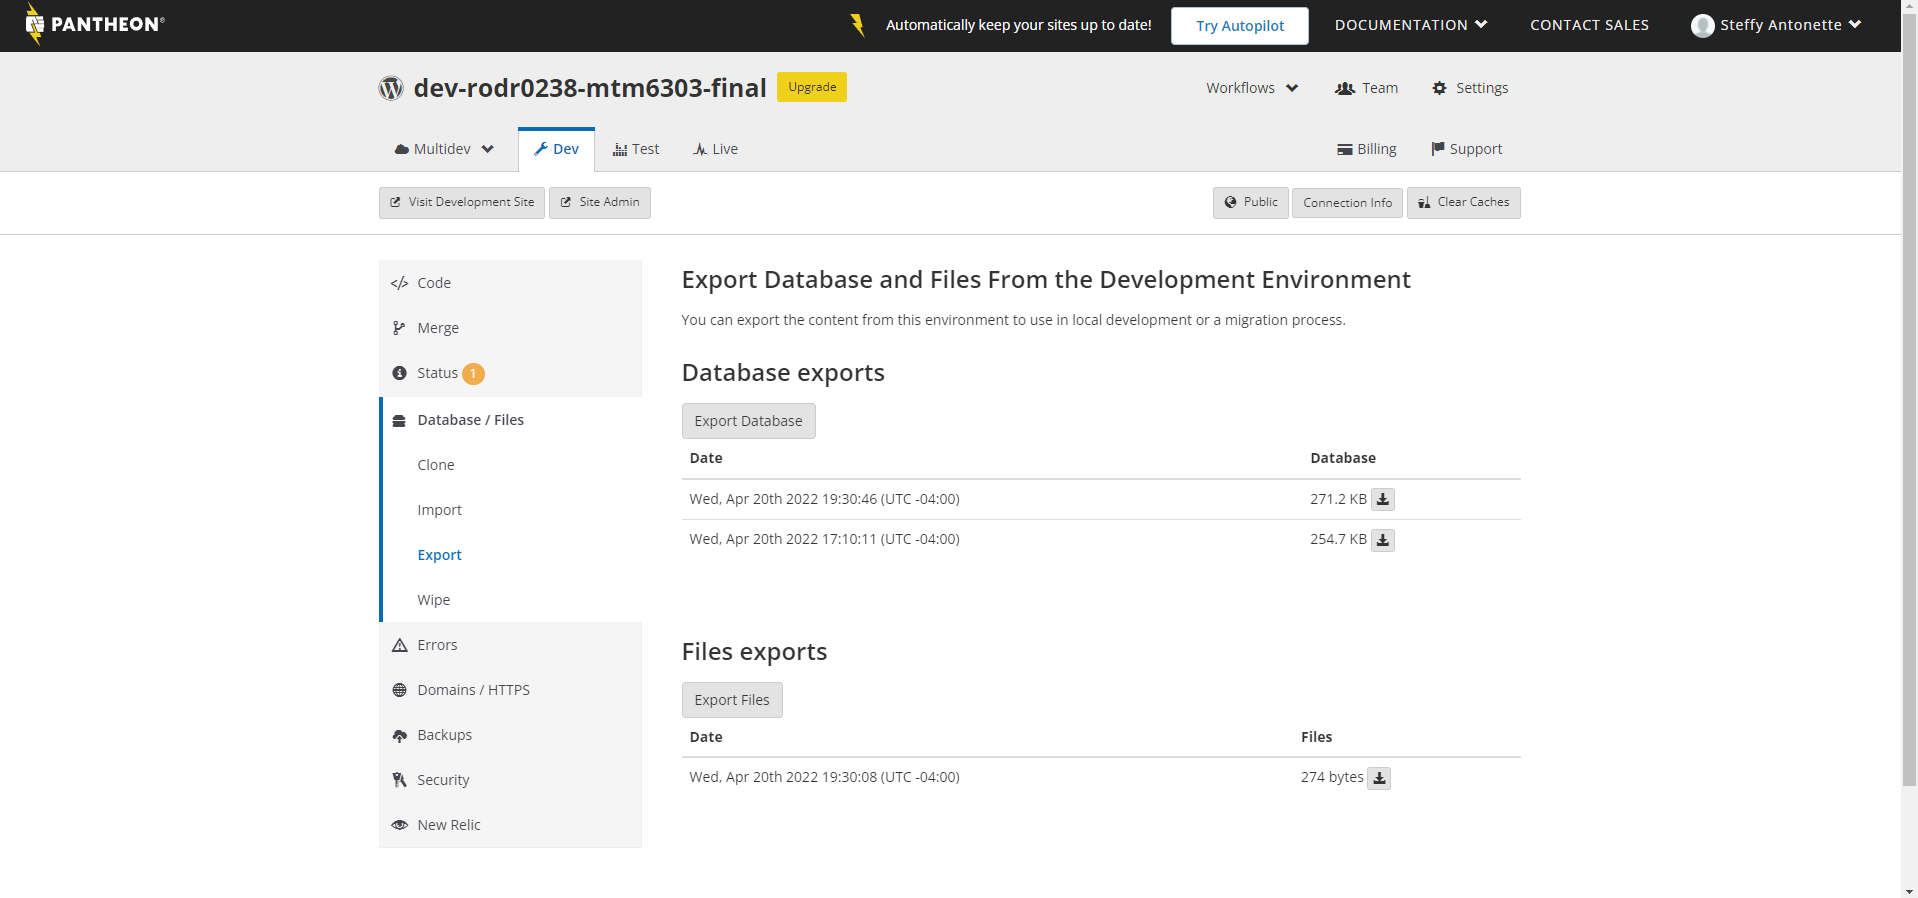 PANTHEON®
Automatically keep your sites up to date!
Try Autopilot
DOCUMENTATION
CONTACT SALES
Steffy Antonette
dev-rodr0238-mtm6303-final
Upgrade
Workflows
Team
Settings
Multidev
Dev
Test
Live
Billing
Support
Visit Development Site
Site Admin
Public
Connection Info
Clear Caches
Code
Merge
Status 1
Database / Files
Clone
Import
Export
Wipe
Errors
Domains / HTTPS
Backups
Security
New Relic
Export Database and Files From the Development Environment
You can export the content from this environment to use in local development or a migration process.
Database exports
Export Database
Date Database
Wed, Apr 20th 2022 19:30:46 (UTC -04:00) 271.2 KB
Wed, Apr 20th 2022 17:10:11 (UTC -04:00) 254.7 KB
Files exports
Export Files
Date Files
Wed, Apr 20th 2022 19:30:08 (UTC -04:00) 274 bytes